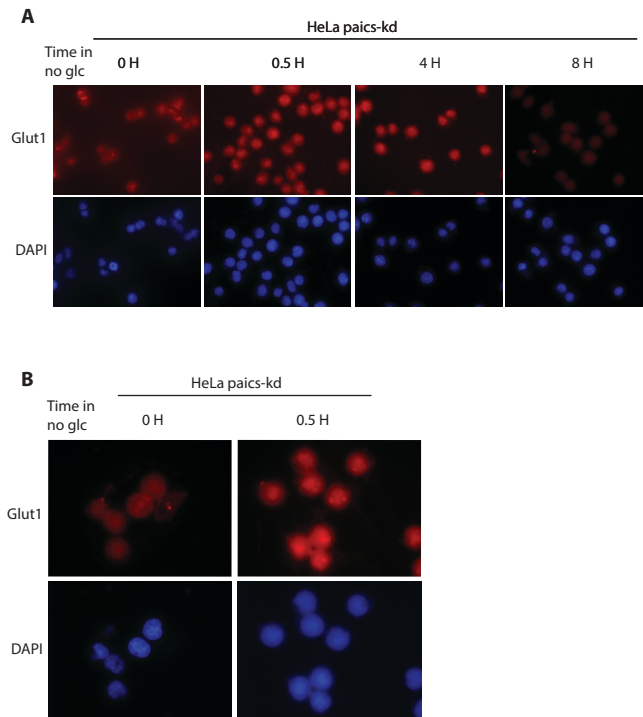 A
HeLa paics-kd
Time in
no glc
0 H 0.5 H 4 H 8 H
Glut1
DAPI
B
HeLa paics-kd
Time in
no glc
0 H 0.5 H
Glut1
DAPI